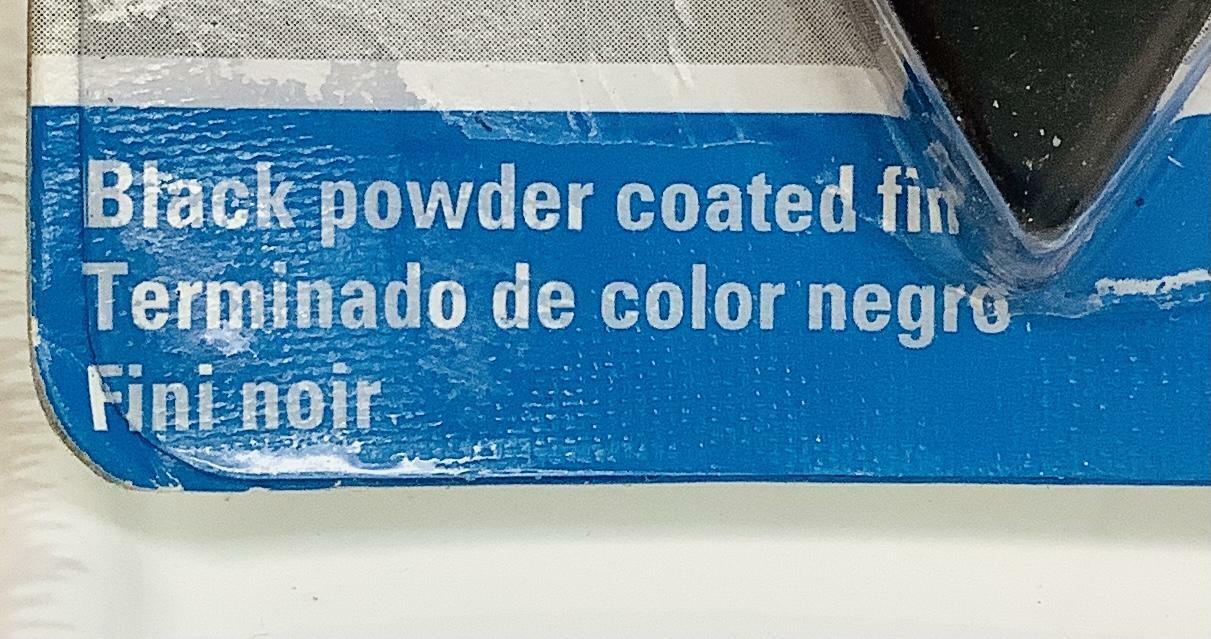 Black powder coated fin
Terminado de color negro
Fini noir